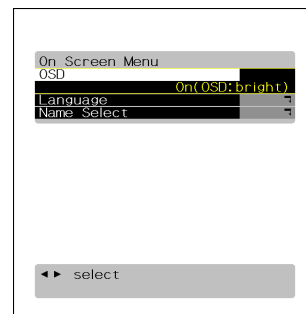 On Screen Menu
OSD
On(OSD:bright)
Language
Name Select
◄► select